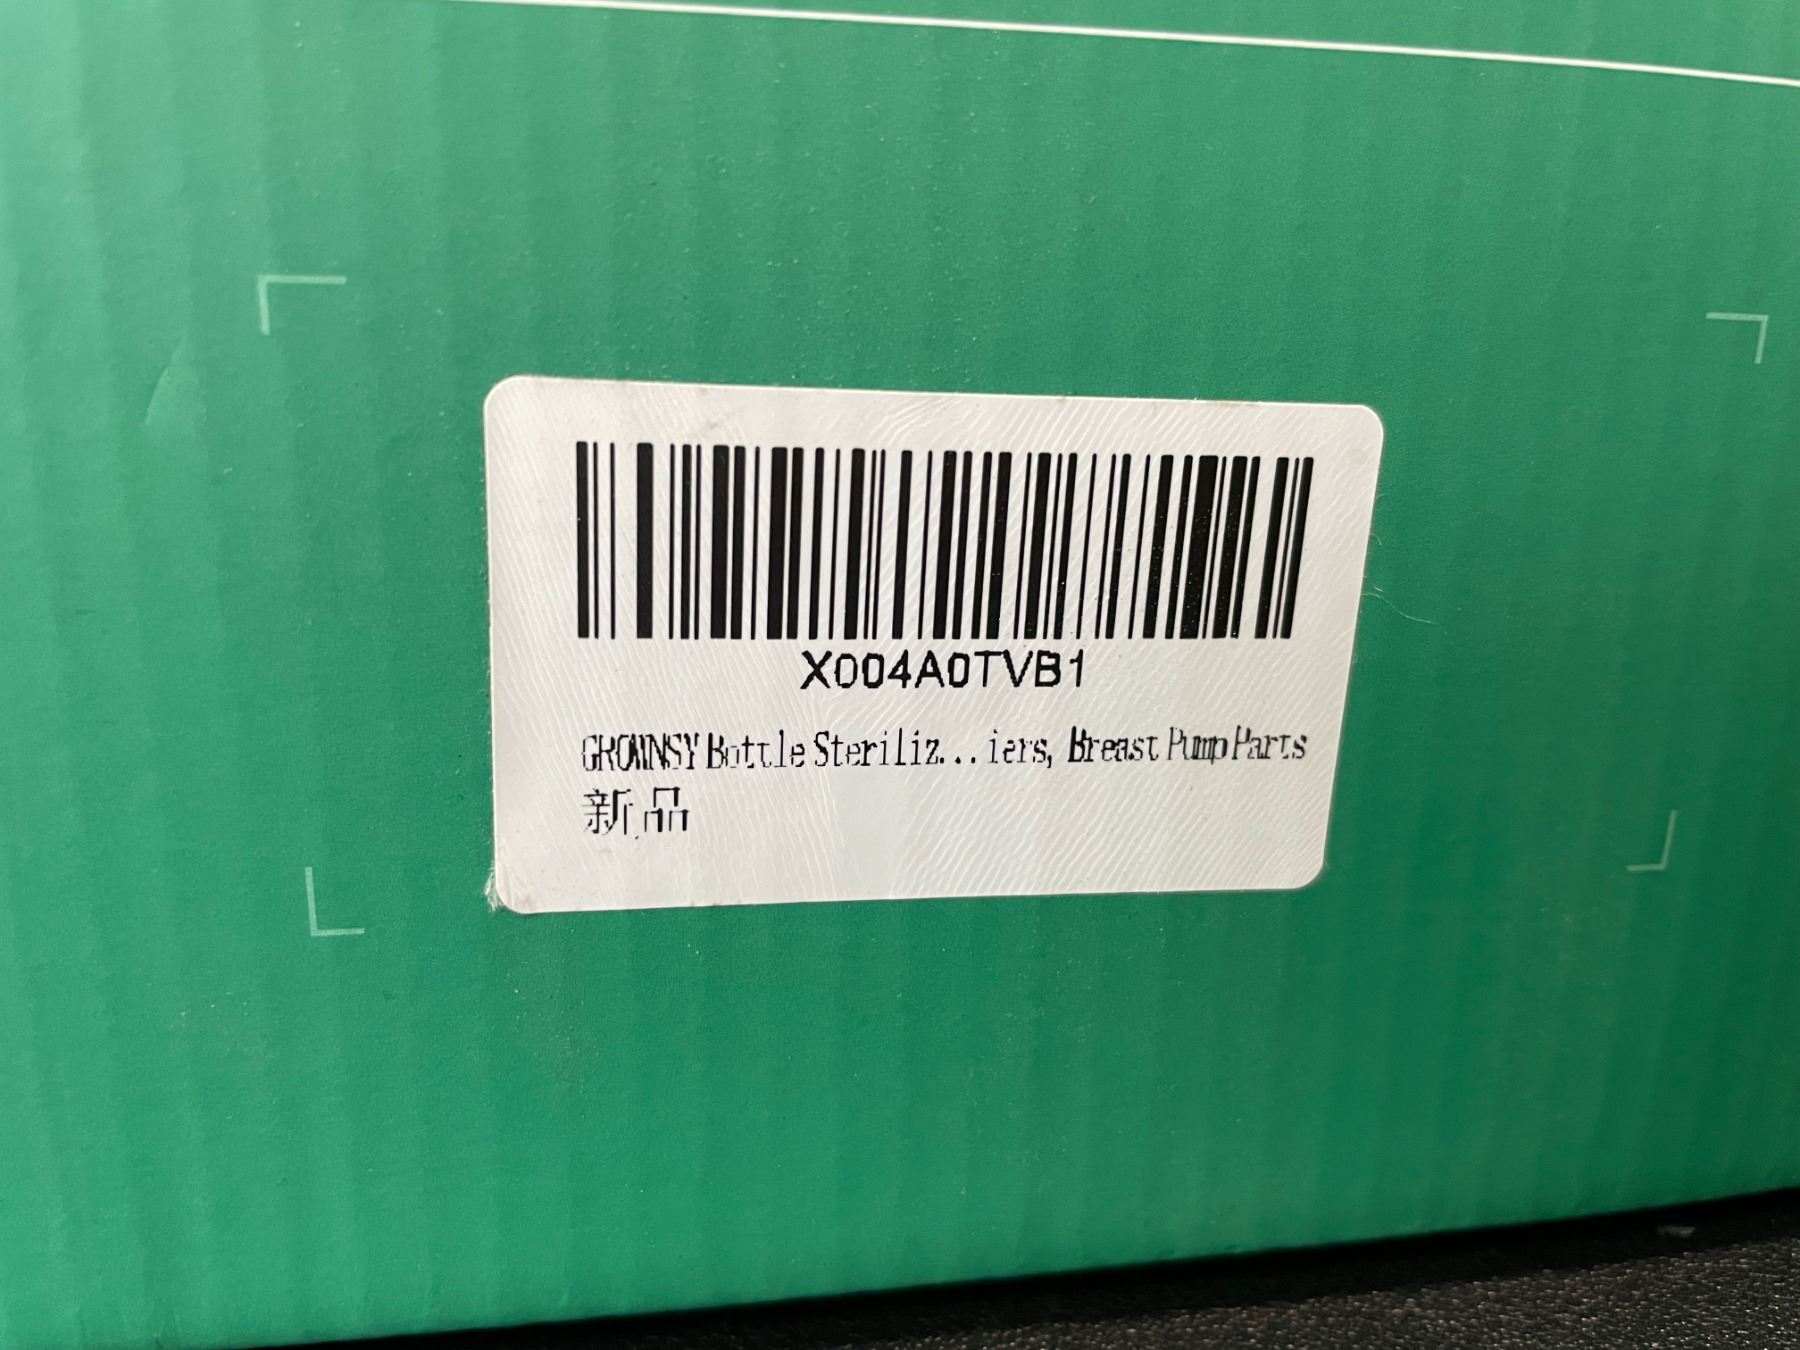 X004A0TVB1
GROWNSY Bottle Steriliz...iers, Breast Pump Parts
新品